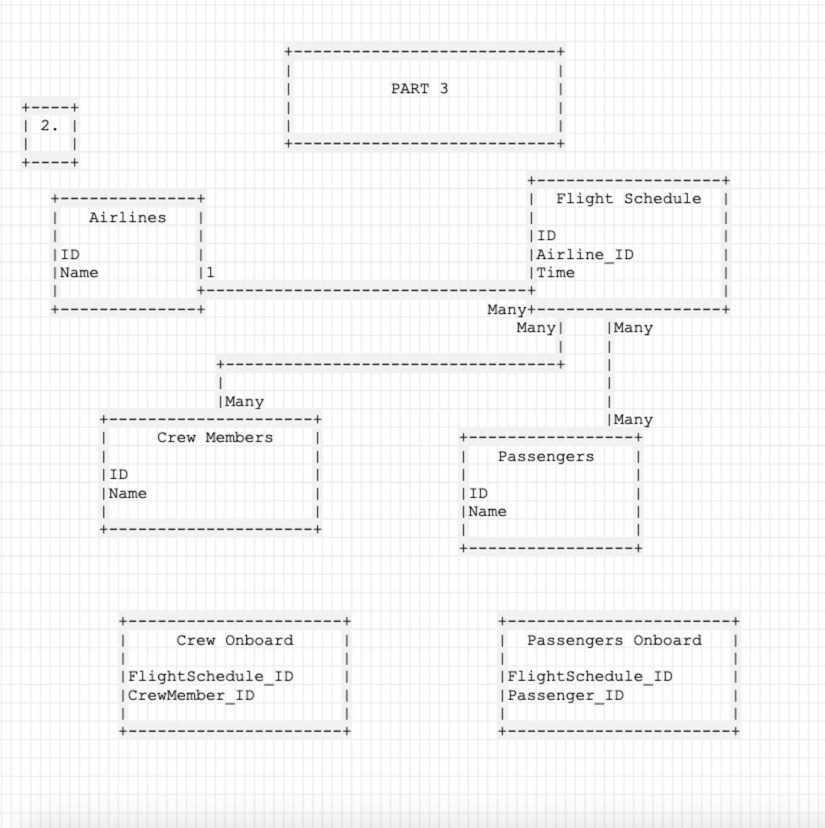 PART 3
2.
Airlines
ID
Name
1
Flight Schedule
ID
Airline_ID
Time
Many
Many
Many
Many
Many
Crew Members
ID
Name
Passengers
ID
Name
Crew Onboard
FlightSchedule_ID
CrewMember_ID
Passengers Onboard
FlightSchedule_ID
Passenger_ID